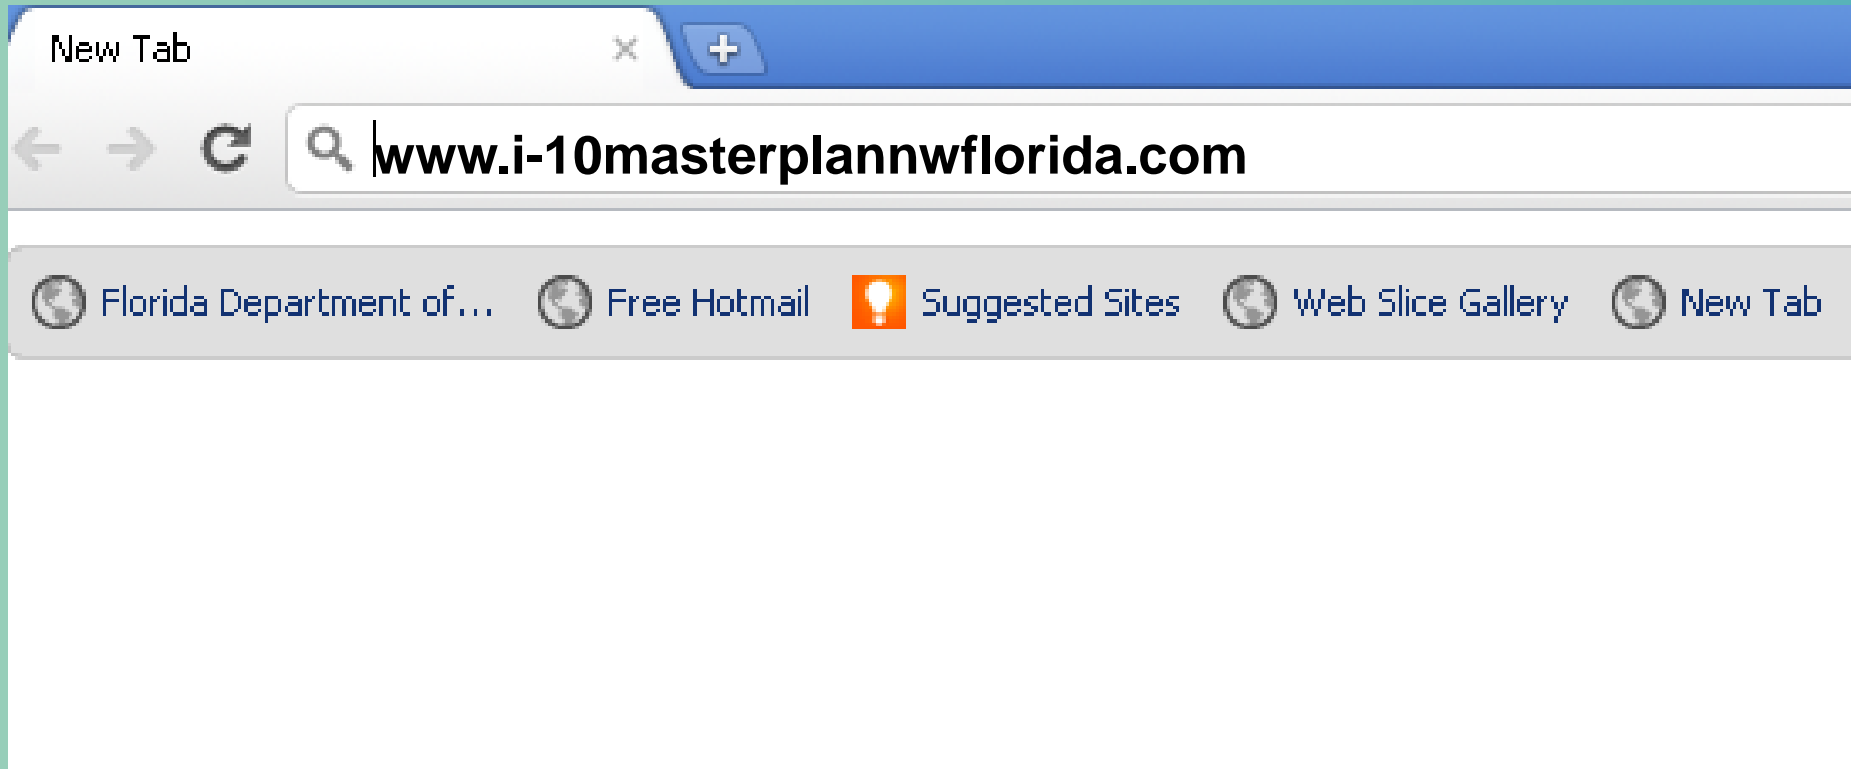 New Tab
www.i-10masterplannwflorida.com
Florida Department of... Free Hotmail Suggested Sites Web Slice Gallery New Tab